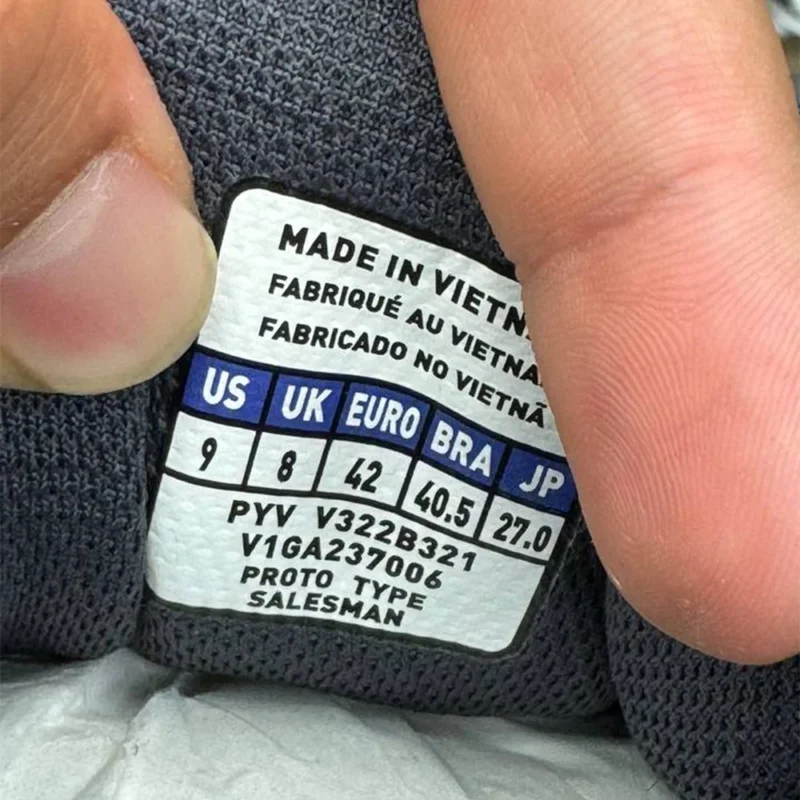 MADE IN VIETN
FABRIQUÉ AU VIETNA
FABRICADO NO VIETNÃ
US UK EURO BRA JP
9 8 42 40.5 27.0
PYV V322B321
V1GA237006
PROTO TYPE
SALESMAN